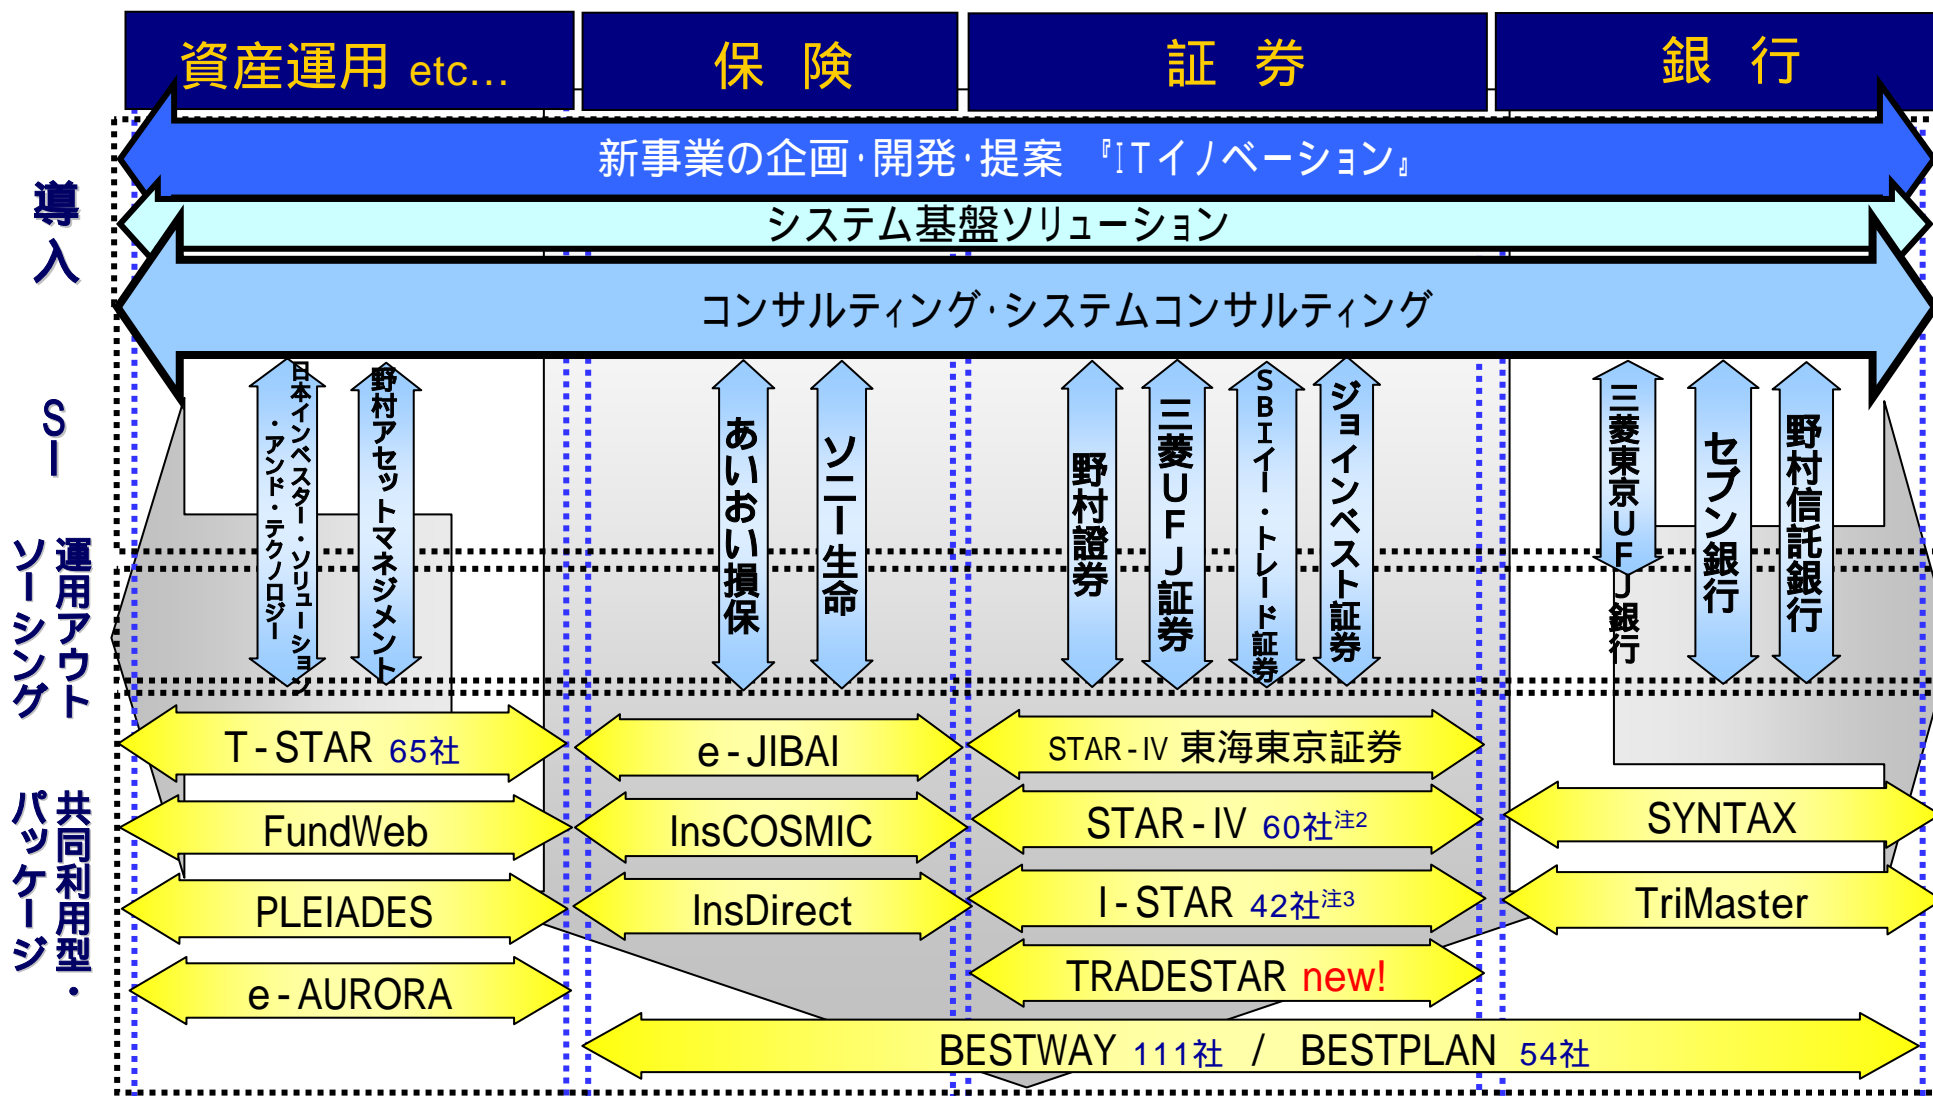 資産運用 etc...
保 険
証 券
銀 行
新事業の企画･開発･提案 『ITイノベーション』
システム基盤ソリューション
コンサルティング･システムコンサルティング
導入
SI
運用アウト
ソーシング
共同利用型・
パッケージ
日本インベスター・ソリューション
・アンド・テクノロジー
野村アセットマネジメント
あいおい損保
ソニー生命
野村證券
三菱UFJ証券
SBIイー・トレード証券
ジョインベスト証券
三菱東京UFJ銀行
セブン銀行
野村信託銀行
T-STAR 65社
e-JIBAI
STAR-IV 東海東京証券
FundWeb
InsCOSMIC
STAR-IV 60社注2
SYNTAX
PLEIADES
InsDirect
I-STAR 42社注3
TriMaster
e-AURORA
TRADESTAR new!
BESTWAY 111社 / BESTPLAN 54社